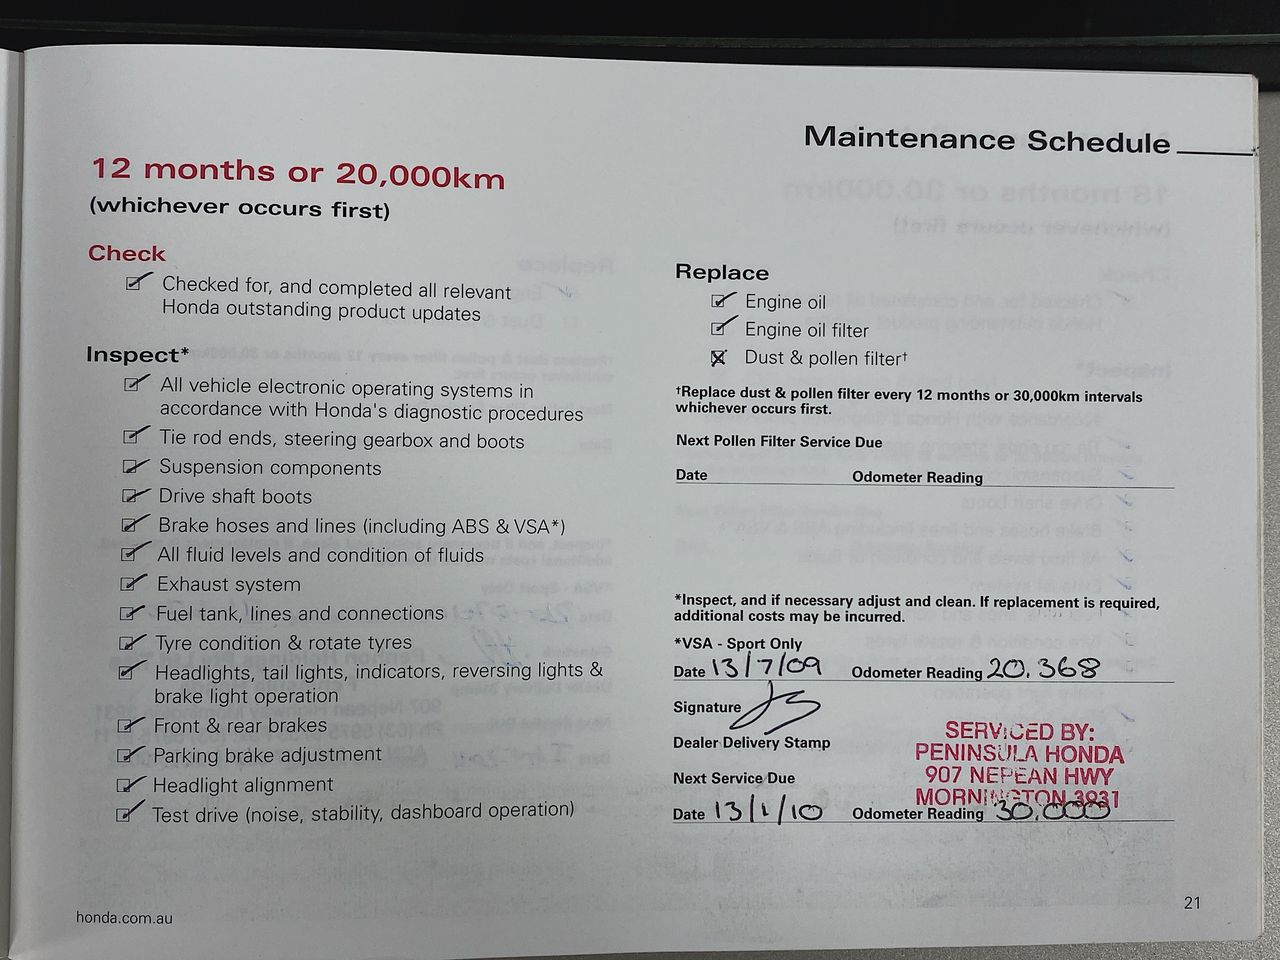 Maintenance Schedule
12 months or 20,000km
(whichever occurs first)
Check
Checked for, and completed all relevant
Honda outstanding product updates
Inspect*
All vehicle electronic operating systems in
accordance with Honda's diagnostic procedures
Tie rod ends, steering gearbox and boots
Suspension components
Drive shaft boots
Brake hoses and lines (including ABS & VSA*)
All fluid levels and condition of fluids
Exhaust system
Fuel tank, lines and connections
Tyre condition & rotate tyres
Headlights, tail lights, indicators, reversing lights &
brake light operation
Front & rear brakes
Parking brake adjustment
Headlight alignment
Test drive (noise, stability, dashboard operation)
Replace
Engine oil
Engine oil filter
Dust & pollen filter†
†Replace dust & pollen filter every 12 months or 30,000km intervals
whichever occurs first.
Next Pollen Filter Service Due
Date Odometer Reading
*Inspect, and if necessary adjust and clean. If replacement is required,
additional costs may be incurred.
*VSA - Sport Only
Date 13/7/09 Odometer Reading 20.368
Signature
Dealer Delivery Stamp
SERVICED BY:
PENINSULA HONDA
907 NEPEAN HWY
MORNINGTON 3931
Next Service Due
Date 13/1/10 Odometer Reading 30.000
honda.com.au
21